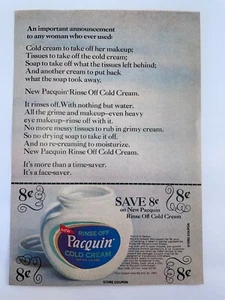 An important announcement
to any woman who ever used:
Cold cream to take off her makeup;
Tissues to take off the cold cream;
Soap to take off what the tissues left behind;
And another cream to put back
what the soap took away.
New Pacquin Rinse Off Cold Cream.
It rinses off. With nothing but water.
All the grime and makeup—even heavy
eye makeup—rinse off with it.
No more messy tissues to rub in grimy cream.
So no drying soap to take it off.
And no re-creaming to moisturize.
New Pacquin Rinse Off Cold Cream.
It's more than a time-saver.
It's a face-saver.
8¢
8¢
SAVE 8¢
on New Pacquin
Rinse Off Cold Cream
New
RINSE OFF
Pacquin
COLD CREAM
STORE COUPON
8¢
8¢
STORE COUPON